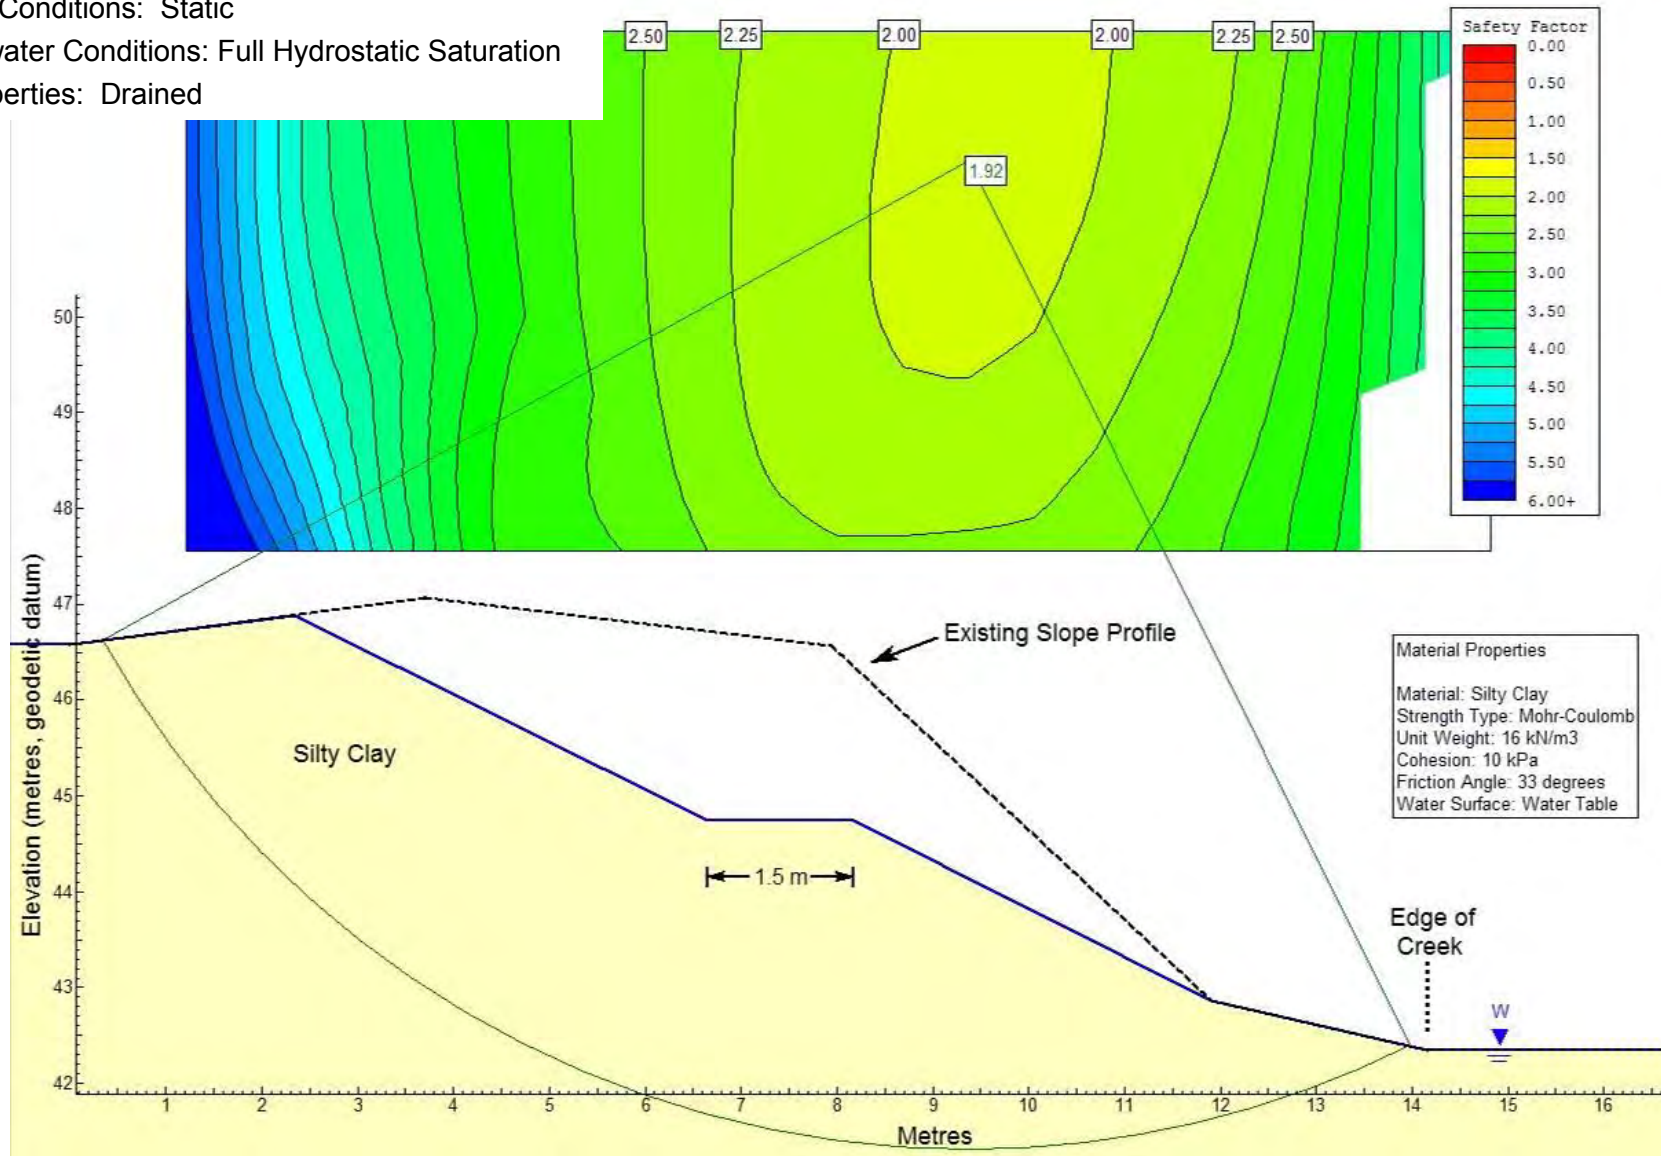 Conditions: Static
water Conditions: Full Hydrostatic Saturation
perties: Drained
2.50 2.25 2.00 2.00 2.25 2.50
1.92
Safety Factor
0.00
0.50
1.00
1.50
2.00
2.50
3.00
3.50
4.00
4.50
5.00
5.50
6.00+
Elevation (metres, geodetic datum)
50
49
48
47
46
45
44
43
42
Existing Slope Profile
Silty Clay
1.5 m
Material Properties
Material: Silty Clay
Strength Type: Mohr-Coulomb
Unit Weight: 16 kN/m3
Cohesion: 10 kPa
Friction Angle: 33 degrees
Water Surface: Water Table
Edge of
Creek
W
1 2 3 4 5 6 7 8 9 10 11 12 13 14 15 16
Metres